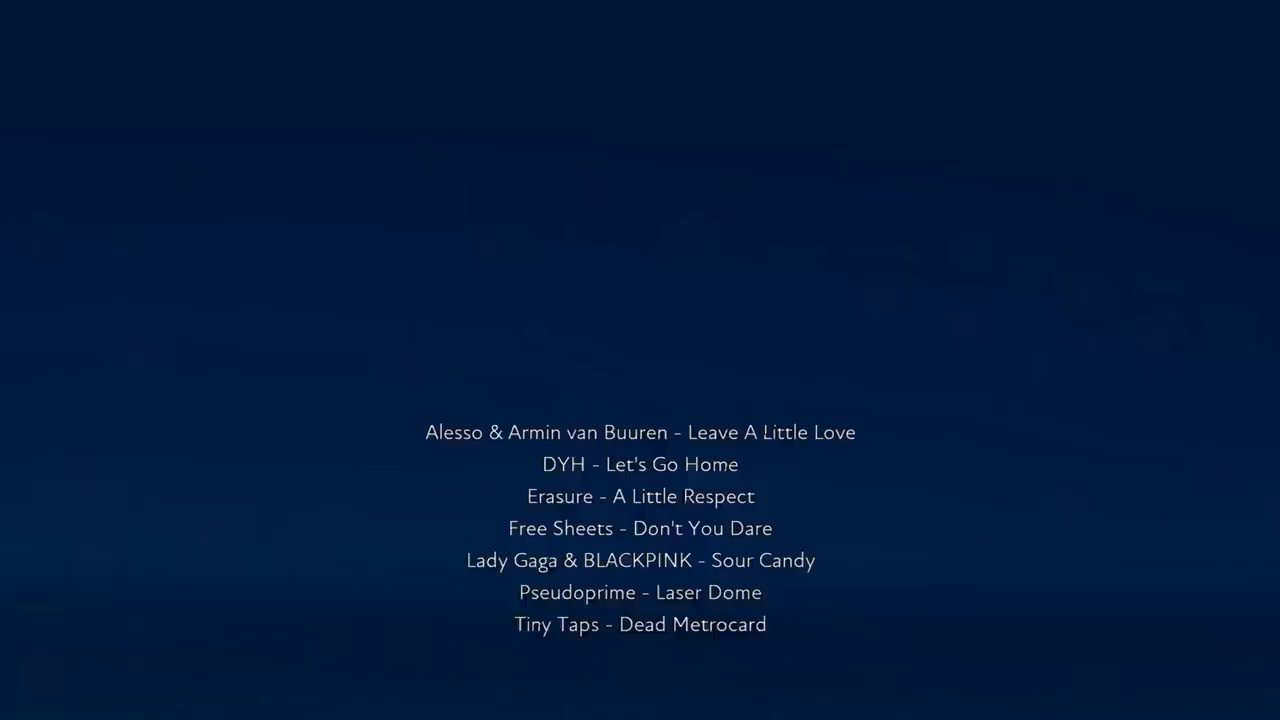 Alesso & Armin van Buuren - Leave A Little Love
DYH - Let's Go Home
Erasure - A Little Respect
Free Sheets - Don't You Dare
Lady Gaga & BLACKPINK - Sour Candy
Pseudoprime - Laser Dome
Tiny Taps - Dead Metrocard